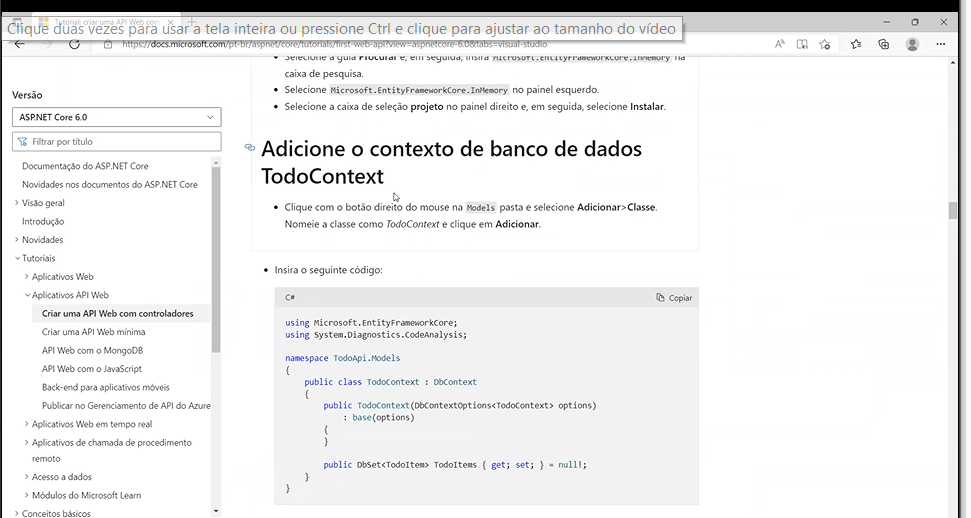 Tutorial: criar uma API Web com
Clique duas vezes para usar a tela inteira ou pressione Ctrl e clique para ajustar ao tamanho do vídeo
https://docs.microsoft.com/pt-br/aspnet/core/tutorials/first-web-api?view=aspnetcore-6.0&tabs=visual-studio
Versão
ASP.NET Core 6.0
Filtrar por título
Documentação do ASP.NET Core
Novidades nos documentos do ASP.NET Core
Visão geral
Introdução
Novidades
Tutoriais
Aplicativos Web
Aplicativos API Web
Criar uma API Web com controladores
Criar uma API Web mínima
API Web com o MongoDB
API Web com o JavaScript
Back-end para aplicativos móveis
Publicar no Gerenciamento de API do Azure
Aplicativos Web em tempo real
Aplicativos de chamada de procedimento
remoto
Acesso a dados
Módulos do Microsoft Learn
Conceitos básicos
Selecione a guia Procurar e, em seguida, insira Microsoft.EntityFrameworkCore.InMemory na
caixa de pesquisa.
Selecione Microsoft.EntityFrameworkCore.InMemory no painel esquerdo.
Selecione a caixa de seleção projeto no painel direito e, em seguida, selecione Instalar.
Adicione o contexto de banco de dados
TodoContext
Clique com o botão direito do mouse na Models pasta e selecione Adicionar>Classe.
Nomeie a classe como TodoContext e clique em Adicionar.
Insira o seguinte código:
C#
Copiar
using Microsoft.EntityFrameworkCore;
using System.Diagnostics.CodeAnalysis;
namespace TodoApi.Models
{
public class TodoContext : DbContext
{
public TodoContext(DbContextOptions<TodoContext> options)
: base(options)
{
}
public DbSet<TodoItem> TodoItems { get; set; } = null!;
}
}